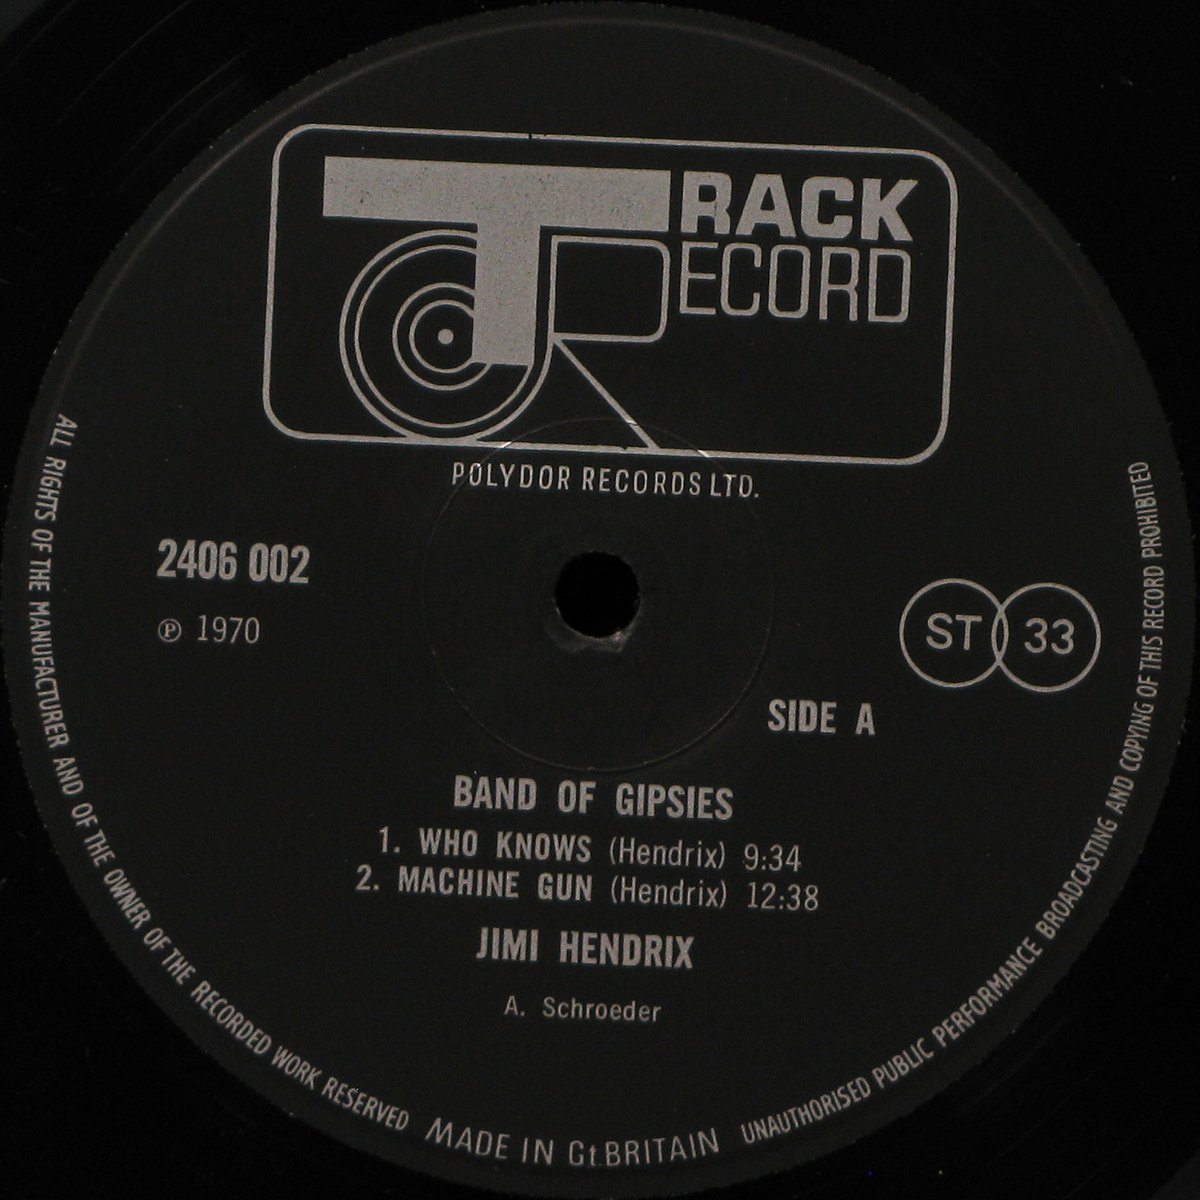 TRACK
RECORD
POLYDOR RECORDS LTD.
2406 002
℗ 1970
ST 33
SIDE A
BAND OF GIPSIES
1. WHO KNOWS (Hendrix) 9:34
2. MACHINE GUN (Hendrix) 12:38
JIMI HENDRIX
A. Schroeder
ALL RIGHTS OF THE MANUFACTURER AND OF THE OWNER OF THE RECORDED WORK RESERVED
MADE IN Gt.BRITAIN
UNAUTHORISED PUBLIC PERFORMANCE BROADCASTING AND COPYING OF THIS RECORD PROHIBITED